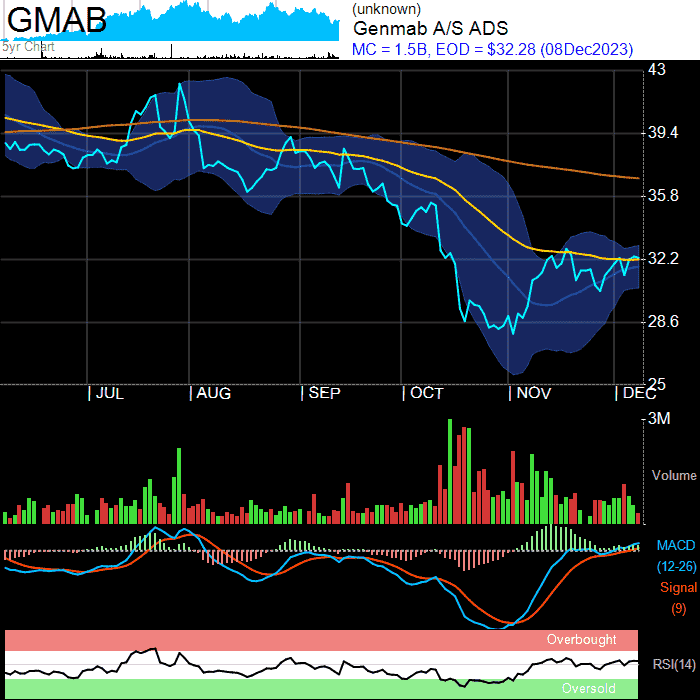 GMAB
5yr Chart
(unknown)
Genmab A/S ADS
MC = 1.5B, EOD = $32.28 (08Dec2023)
43
39.4
35.8
32.2
28.6
25
JUL AUG SEP OCT NOV DEC
3M
Volume
MACD
(12-26)
Signal
(9)
Overbought
RSI(14)
Oversold